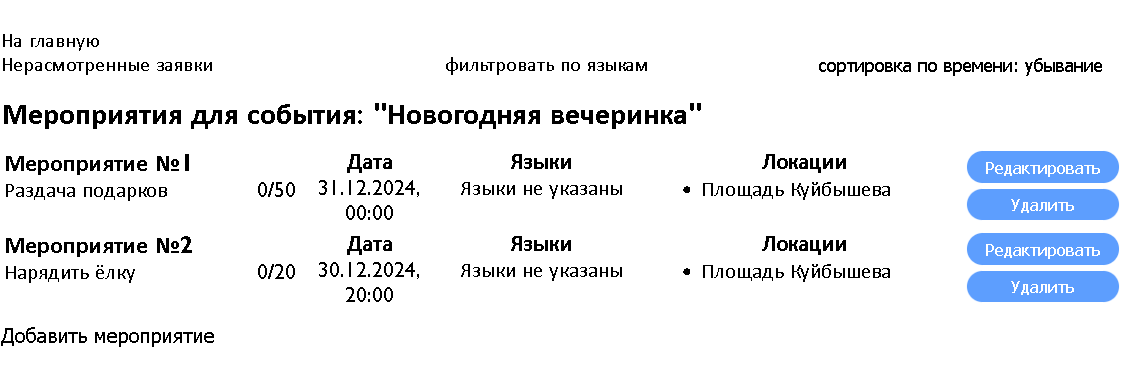 На главную
Нерасмотренные заявки фильтровать по языкам сортировка по времени: убывание
Мероприятия для события: "Новогодняя вечеринка"
Мероприятие №1 Дата Языки Локации Редактировать
Раздача подарков 0/50 31.12.2024, Языки не указаны • Площадь Куйбышева
00:00 Удалить
Мероприятие №2 Дата Языки Локации Редактировать
Нарядить ёлку 0/20 30.12.2024, Языки не указаны • Площадь Куйбышева
20:00 Удалить
Добавить мероприятие